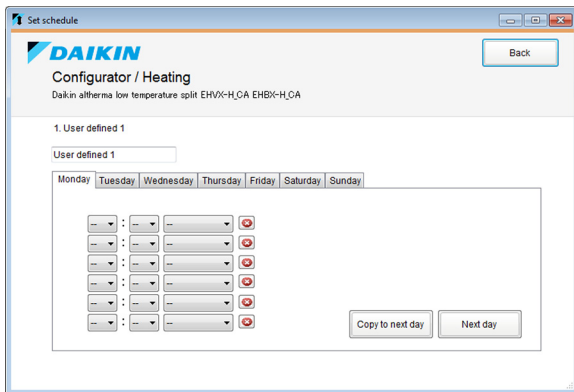 Set schedule
DAIKIN
Back
Configurator / Heating
Daikin altherma low temperature split EHVX-H_CA EHBX-H_CA
1. User defined 1
User defined 1
Monday Tuesday Wednesday Thursday Friday Saturday Sunday
-- : -- --
-- : -- --
-- : -- --
-- : -- --
-- : -- --
-- : -- --
Copy to next day Next day